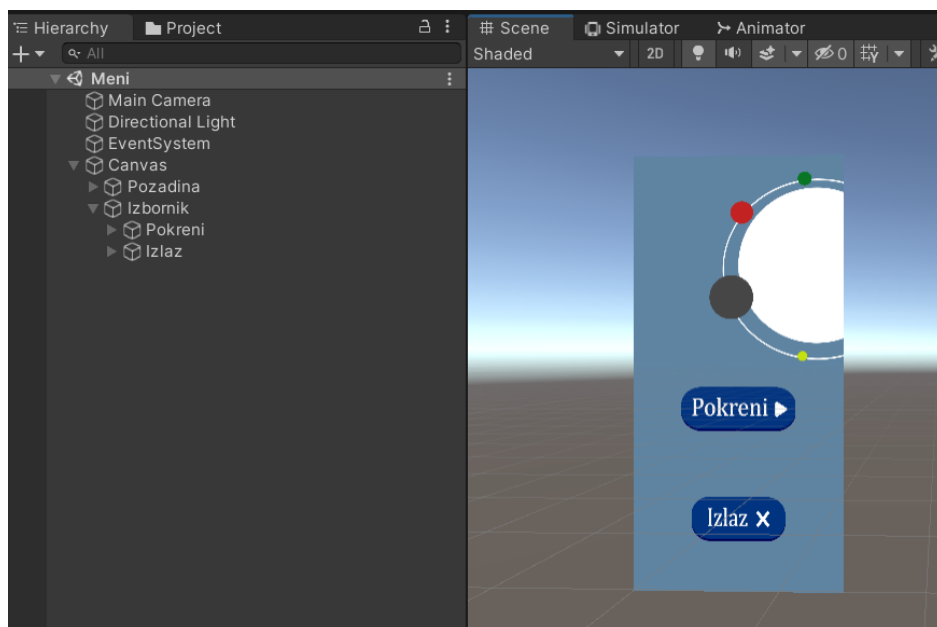 Hierarchy Project
All
Meni
Main Camera
Directional Light
EventSystem
Canvas
Pozadina
Izbornik
Pokreni
Izlaz
Scene Simulator Animator
Shaded 2D 0
Pokreni
Izlaz X